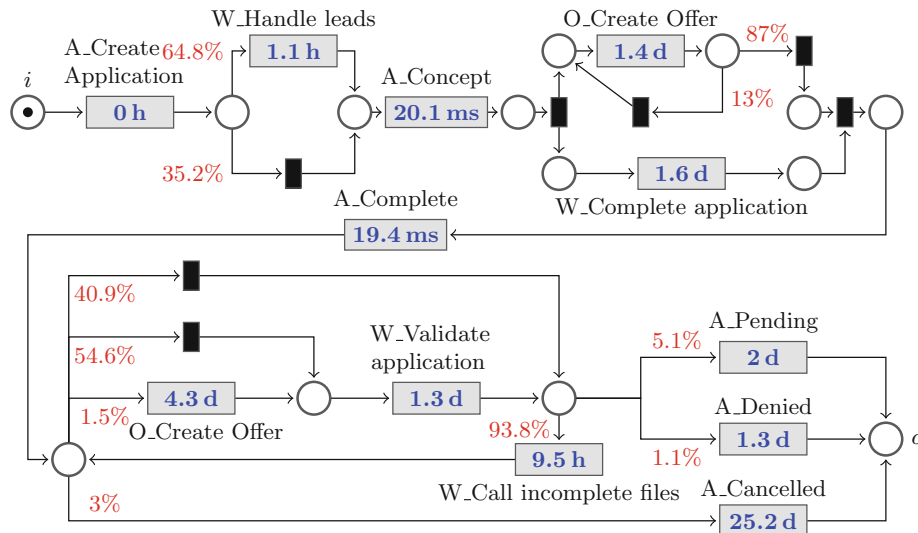 W_Handle leads
O_Create Offer
A_Create
Application
64.8%
1.1 h
1.4 d
87%
i
A_Concept
0 h
20.1 ms
13%
35.2%
1.6 d
W_Complete application
A_Complete
19.4 ms
40.9%
54.6%
W_Validate
application
A_Pending
5.1%
2 d
4.3 d
1.3 d
1.5%
O_Create Offer
93.8%
A_Denied
1.3 d
o
1.1%
9.5 h
W_Call incomplete files
A_Cancelled
3%
25.2 d